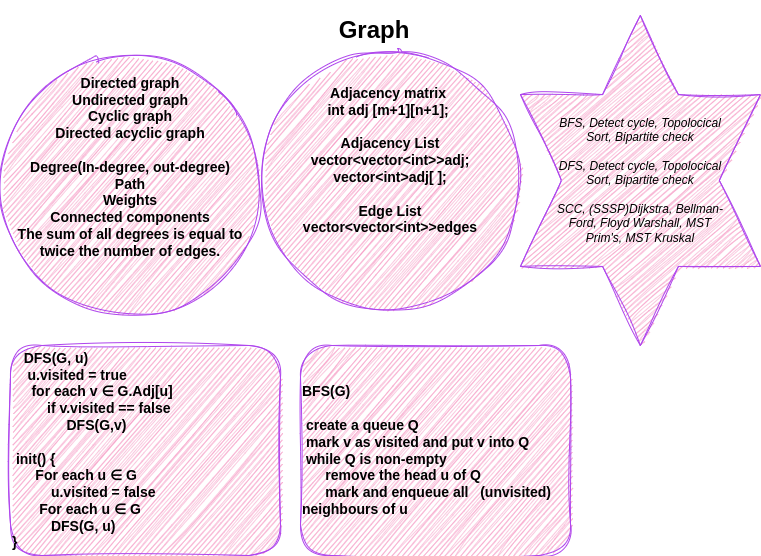 Graph
Directed graph
Undirected graph
Cyclic graph
Directed acyclic graph
Degree(In-degree, out-degree)
Path
Weights
Connected components
The sum of all degrees is equal to
twice the number of edges.
Adjacency matrix
int adj [m+1][n+1];
Adjacency List
vector<vector<int>>adj;
vector<int>adj[ ];
Edge List
vector<vector<int>>edges
BFS, Detect cycle, Topolocical
Sort, Bipartite check
DFS, Detect cycle, Topolocical
Sort, Bipartite check
SCC, (SSSP)Dijkstra, Bellman-
Ford, Floyd Warshall, MST
Prim's, MST Kruskal
DFS(G, u)
u.visited = true
for each v ∈ G.Adj[u]
if v.visited == false
DFS(G,v)
init() {
For each u ∈ G
u.visited = false
For each u ∈ G
DFS(G, u)
}
BFS(G)
create a queue Q
mark v as visited and put v into Q
while Q is non-empty
remove the head u of Q
mark and enqueue all (unvisited)
neighbours of u